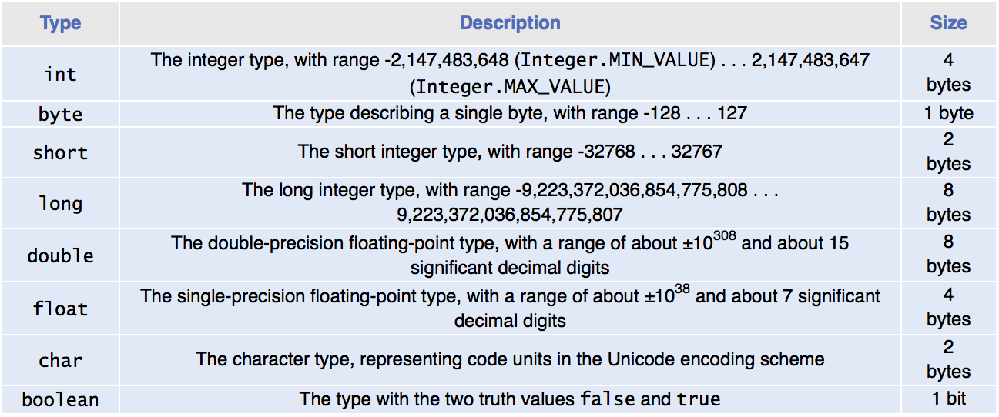 Type Description Size
int The integer type, with range -2,147,483,648 (Integer.MIN_VALUE) . . . 2,147,483,647 4
(Integer.MAX_VALUE) bytes
byte The type describing a single byte, with range -128 . . . 127 1 byte
short The short integer type, with range -32768 . . . 32767 2
bytes
long The long integer type, with range -9,223,372,036,854,775,808 . . . 8
9,223,372,036,854,775,807 bytes
double The double-precision floating-point type, with a range of about ±10^308 and about 15 8
significant decimal digits bytes
float The single-precision floating-point type, with a range of about ±10^38 and about 7 significant 4
decimal digits bytes
char The character type, representing code units in the Unicode encoding scheme 2
bytes
boolean The type with the two truth values false and true 1 bit